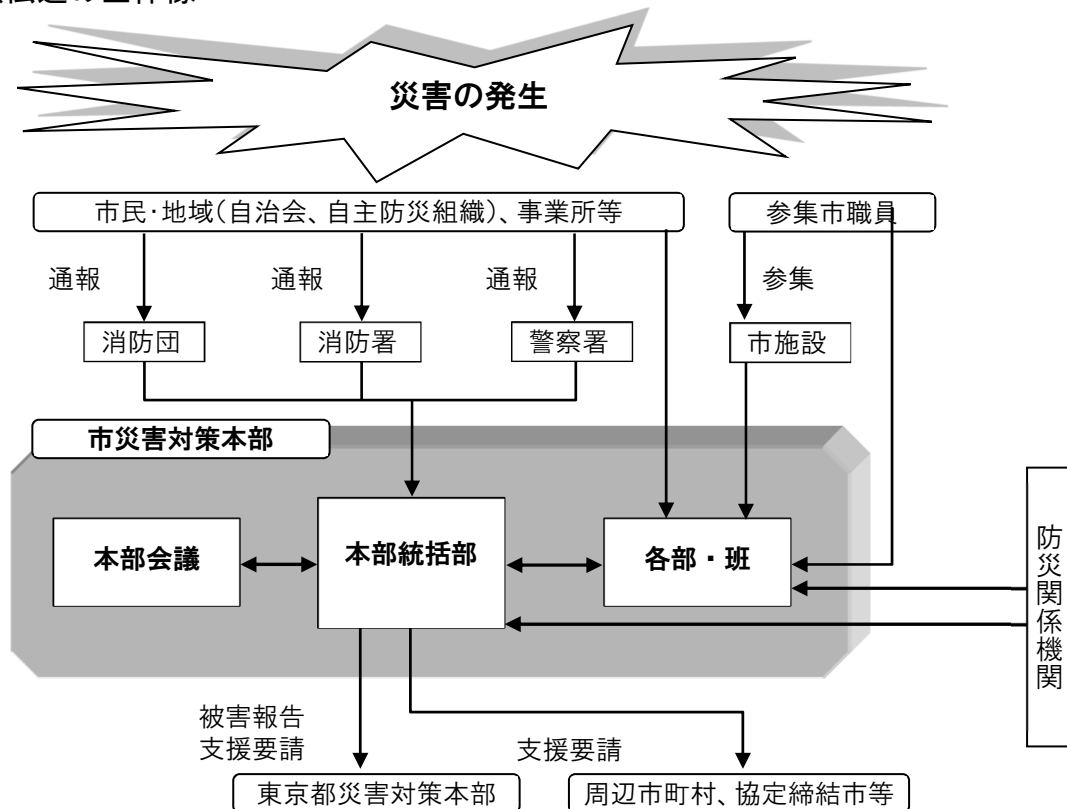 災害の発生
市民・地域（自治会、自主防災組織）、事業所等
参集市職員
通報
通報
通報
参集
消防団
消防署
警察署
市施設
市災害対策本部
本部会議
本部統括部
各部・班
防災関係機関
被害報告
支援要請
支援要請
東京都災害対策本部
周辺市町村、協定締結市等